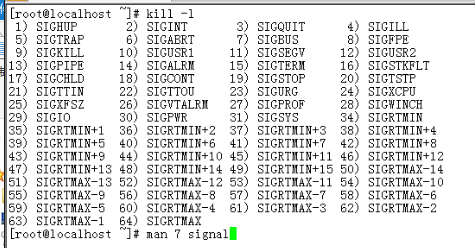 [root@localhost ~]# kill -l
 1) SIGHUP       2) SIGINT       3) SIGQUIT      4) SIGILL
 5) SIGTRAP      6) SIGABRT      7) SIGBUS       8) SIGFPE
 9) SIGKILL     10) SIGUSR1     11) SIGSEGV     12) SIGUSR2
13) SIGPIPE     14) SIGALRM     15) SIGTERM     16) SIGSTKFLT
17) SIGCHLD     18) SIGCONT     19) SIGSTOP     20) SIGTSTP
21) SIGTTIN     22) SIGTTOU     23) SIGURG      24) SIGXCPU
25) SIGXFSZ     26) SIGVTALRM   27) SIGPROF     28) SIGWINCH
29) SIGIO       30) SIGPWR      31) SIGSYS      34) SIGRTMIN
35) SIGRTMIN+1  36) SIGRTMIN+2  37) SIGRTMIN+3  38) SIGRTMIN+4
39) SIGRTMIN+5  40) SIGRTMIN+6  41) SIGRTMIN+7  42) SIGRTMIN+8
43) SIGRTMIN+9  44) SIGRTMIN+10 45) SIGRTMIN+11 46) SIGRTMIN+12
47) SIGRTMIN+13 48) SIGRTMIN+14 49) SIGRTMIN+15 50) SIGRTMAX-14
51) SIGRTMAX-13 52) SIGRTMAX-12 53) SIGRTMAX-11 54) SIGRTMAX-10
55) SIGRTMAX-9  56) SIGRTMAX-8  57) SIGRTMAX-7  58) SIGRTMAX-6
59) SIGRTMAX-5  60) SIGRTMAX-4  61) SIGRTMAX-3  62) SIGRTMAX-2
63) SIGRTMAX-1  64) SIGRTMAX
[root@localhost ~]# man 7 signal